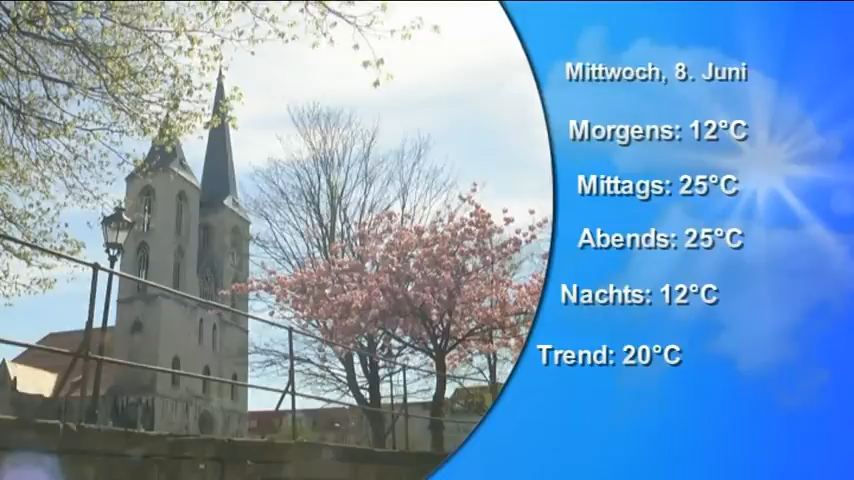 Mittwoch, 8. Juni
Morgens: 12°C
Mittags: 25°C
Abends: 25°C
Nachts: 12°C
Trend: 20°C